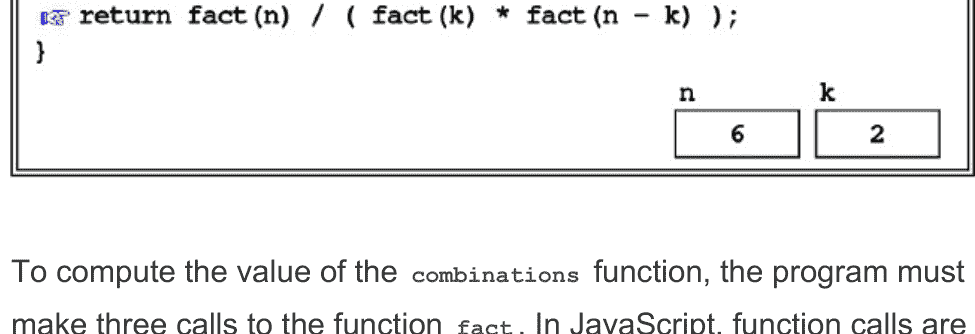 ☞ return fact(n) / ( fact(k) * fact(n - k) );
}
n k
6 2
To compute the value of the combinations function, the program must
make three calls to the function fact. In JavaScript, function calls are